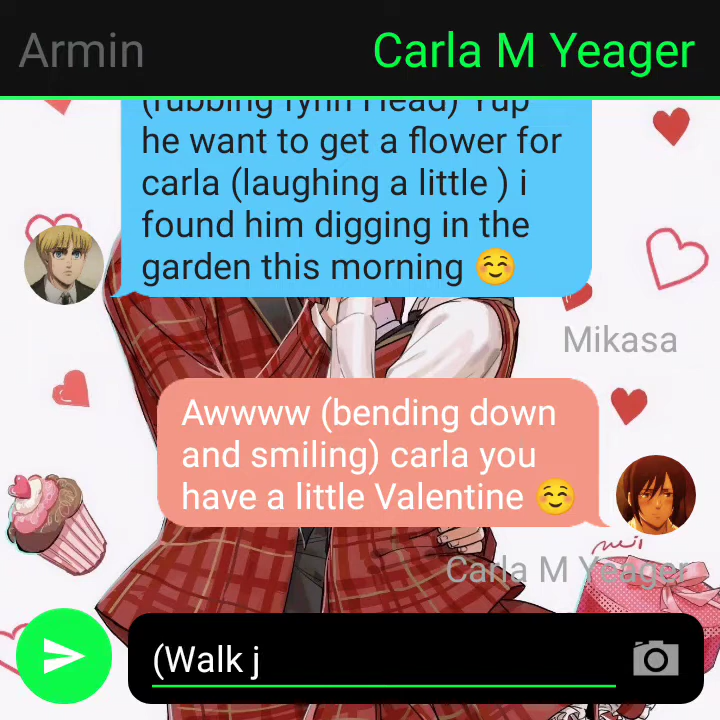 Armin
Carla M Yeager
he want to get a flower for
carla (laughing a little ) i
found him digging in the
garden this morning ☺️
Mikasa
Awwww (bending down
and smiling) carla you
have a little Valentine ☺️
Carla M Yeager
(Walk j